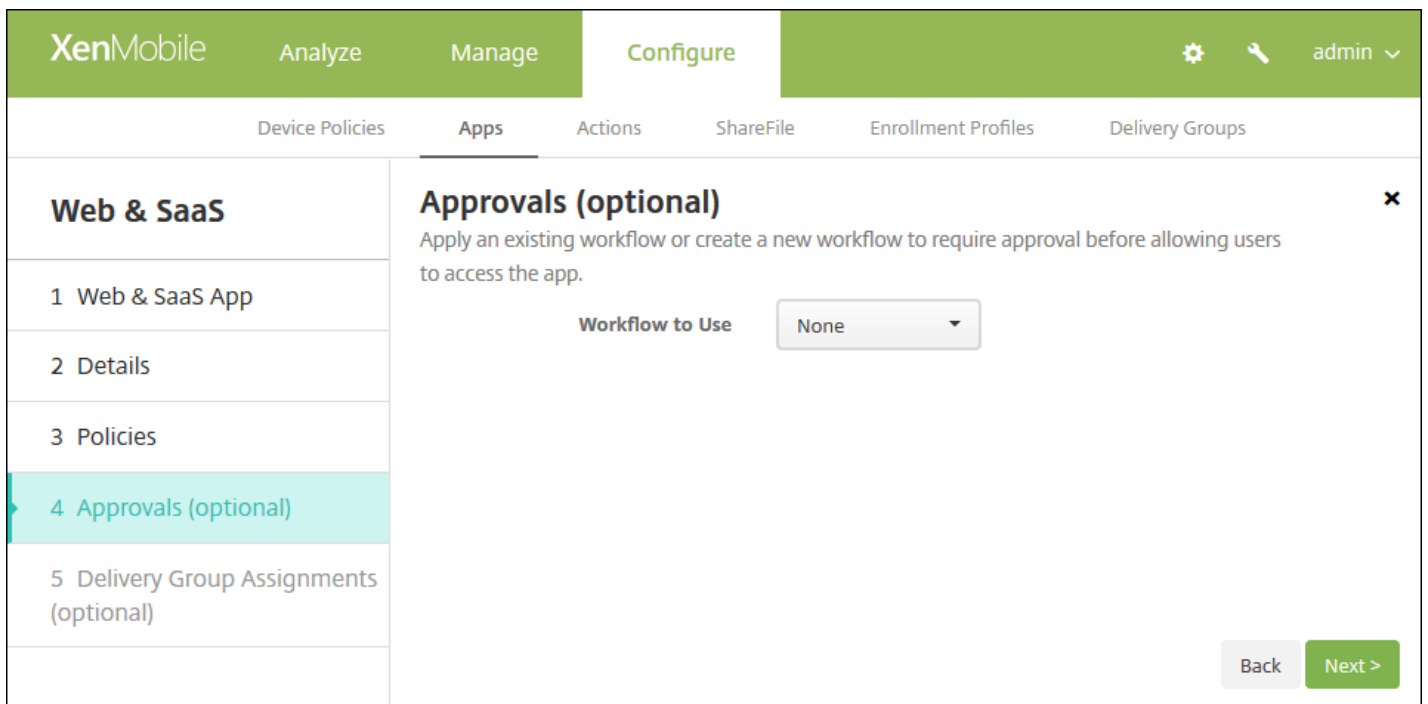 XenMobile Analyze Manage Configure admin
Device Policies Apps Actions ShareFile Enrollment Profiles Delivery Groups
Web & SaaS
1 Web & SaaS App
2 Details
3 Policies
4 Approvals (optional)
5 Delivery Group Assignments
(optional)
Approvals (optional)
Apply an existing workflow or create a new workflow to require approval before allowing users
to access the app.
Workflow to Use None
Back Next >